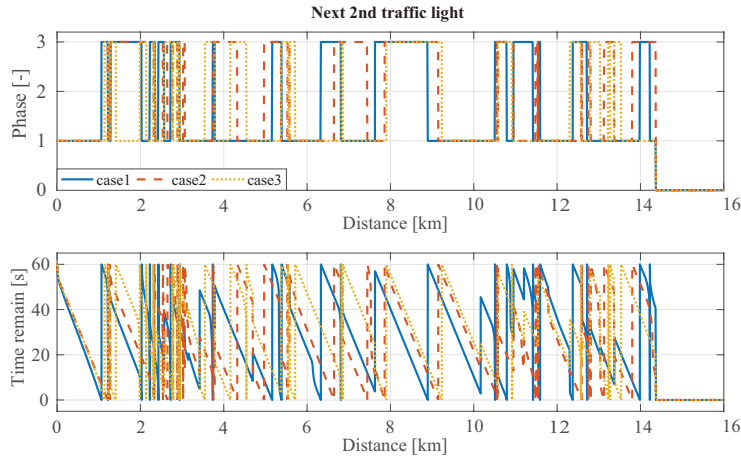 Next 2nd traffic light
3
2
1
0
Phase [-]
case1 case2 case3
0 2 4 6 8 10 12 14 16
Distance [km]
60
40
20
0
Time remain [s]
0 2 4 6 8 10 12 14 16
Distance [km]